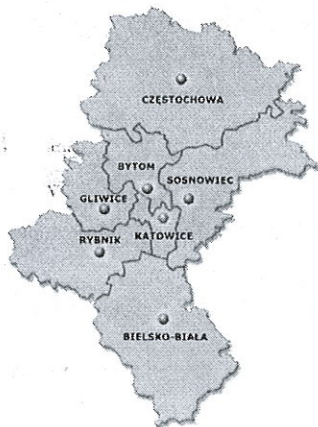 CZĘSTOCHOWA
BYTOM
SOSNOWIEC
GLIWICE
RYBNIK
KATOWICE
BIELSKO-BIAŁA